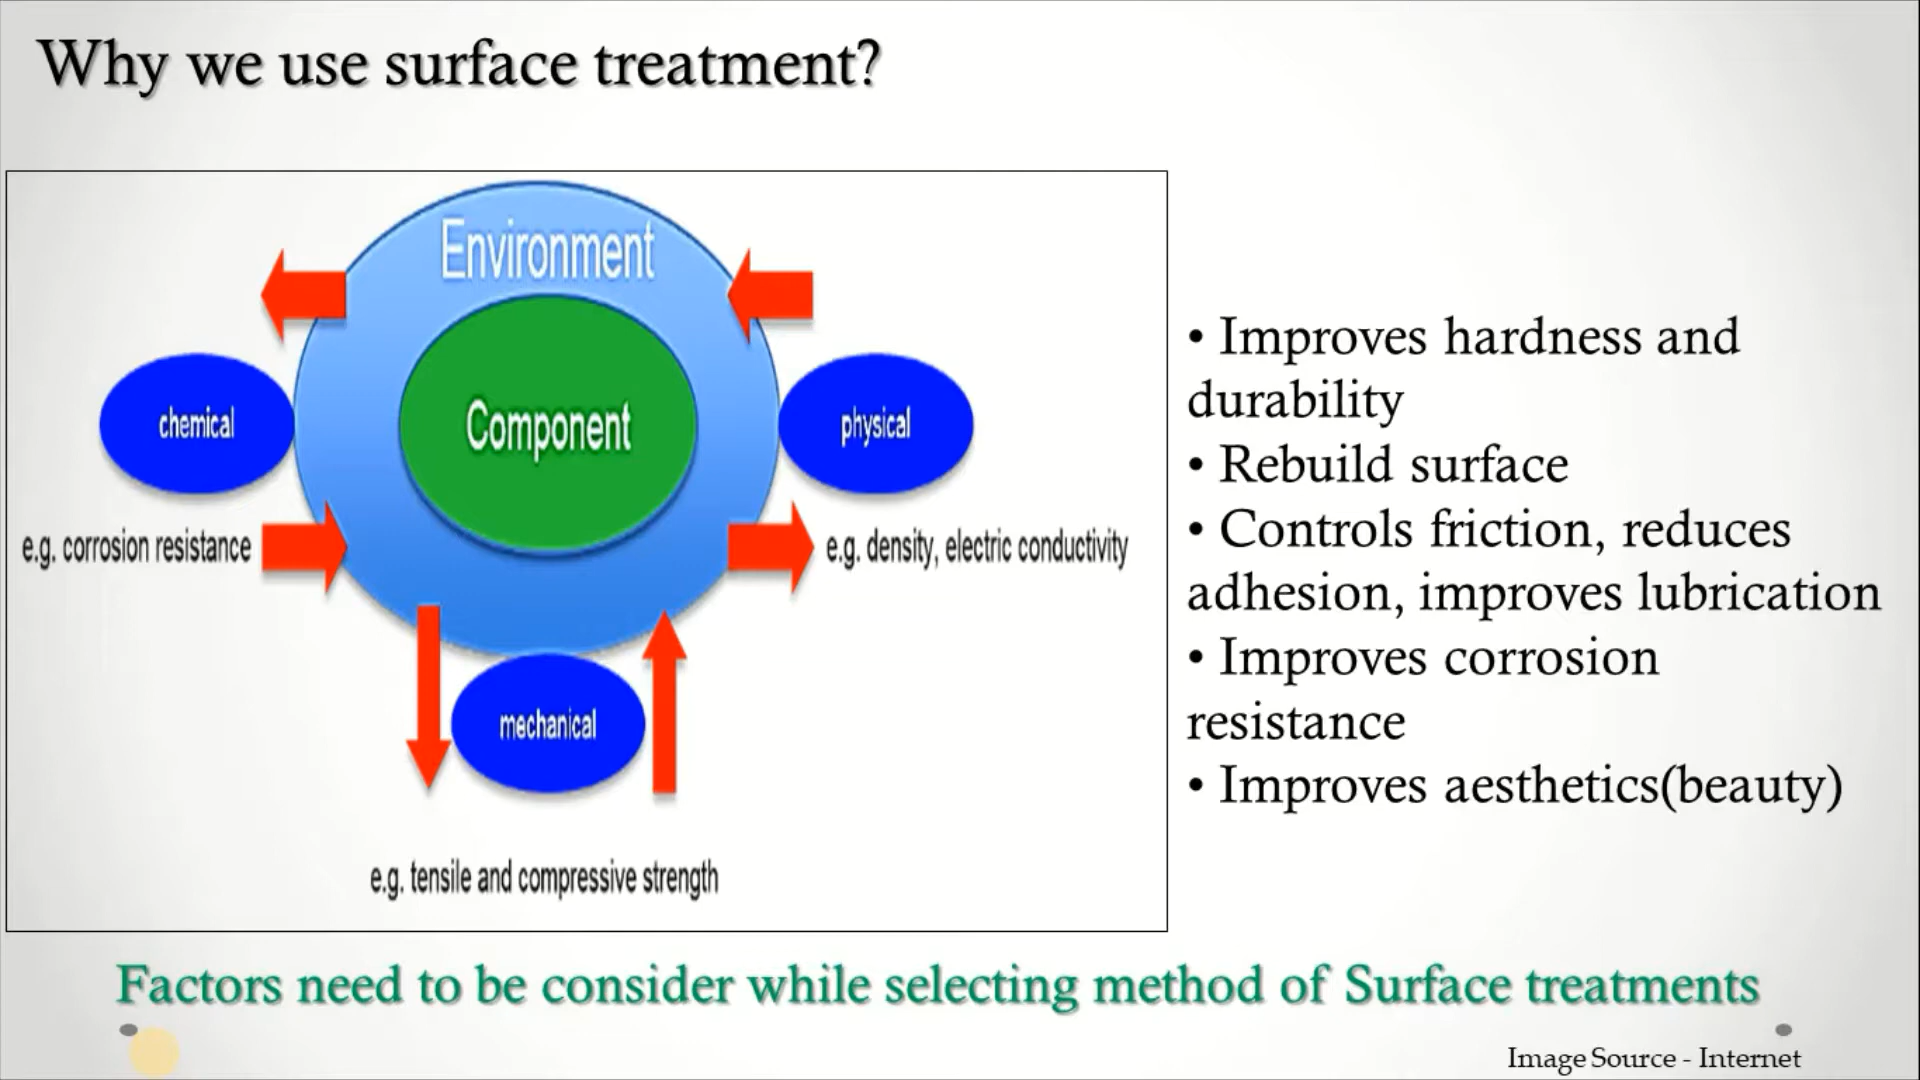 Why we use surface treatment?
Environment
Component
chemical
physical
e.g. corrosion resistance
e.g. density, electric conductivity
mechanical
e.g. tensile and compressive strength
• Improves hardness and
durability
• Rebuild surface
• Controls friction, reduces
adhesion, improves lubrication
• Improves corrosion
resistance
• Improves aesthetics(beauty)
Factors need to be consider while selecting method of Surface treatments
Image Source - Internet